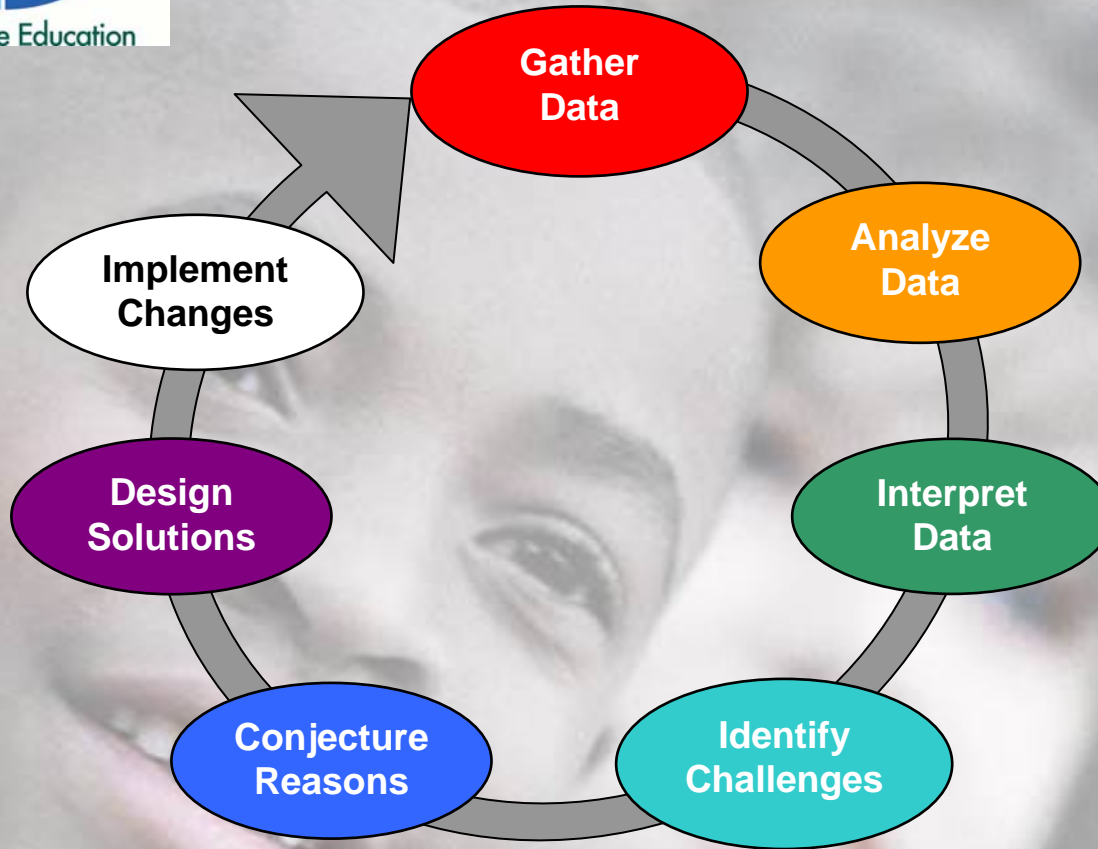 e Education
Gather
Data
Analyze
Data
Interpret
Data
Identify
Challenges
Conjecture
Reasons
Design
Solutions
Implement
Changes